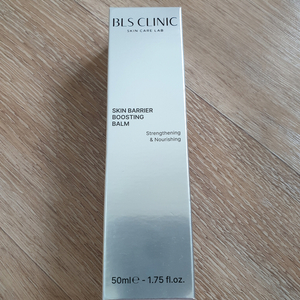 BLS CLINIC
SKIN CARE LAB
SKIN BARRIER
BOOSTING
BALM
Strengthening
& Nourishing
50ml℮ - 1.75 fl.oz.